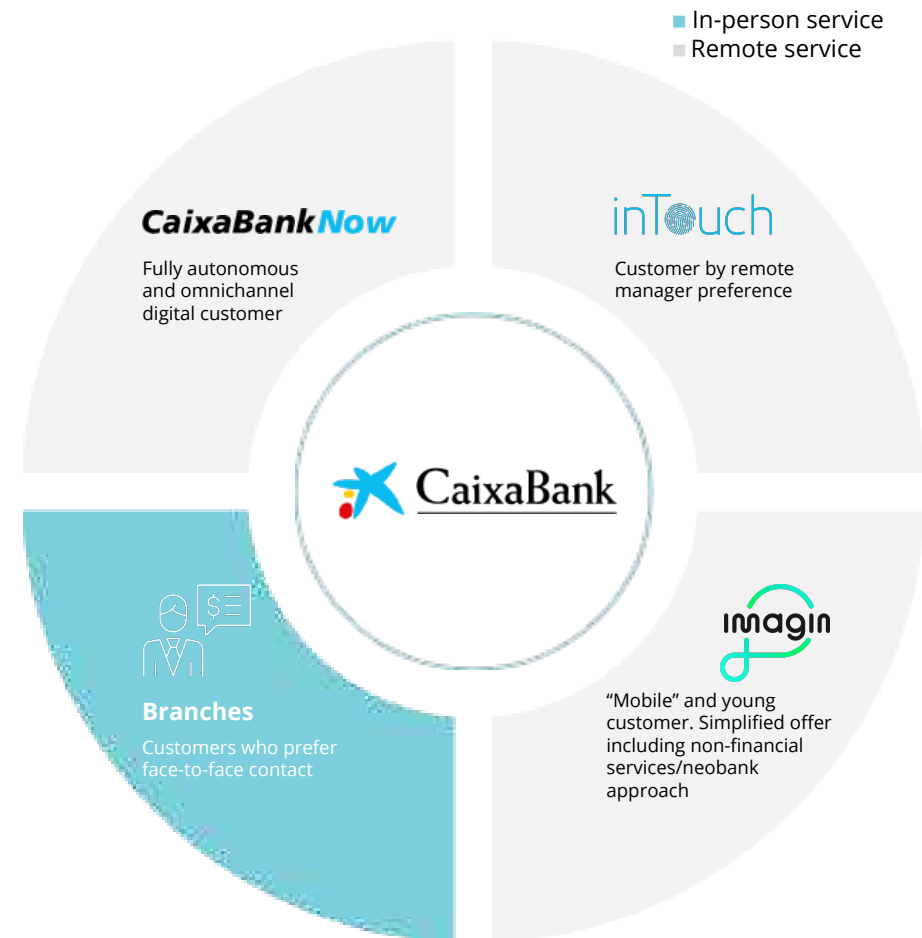 In-person service
Remote service
CaixaBankNow
Fully autonomous
and omnichannel
digital customer
inTouch
Customer by remote
manager preference
CaixaBank
Branches
Customers who prefer
face-to-face contact
imagin
“Mobile” and young
customer. Simplified offer
including non-financial
services/neobank
approach